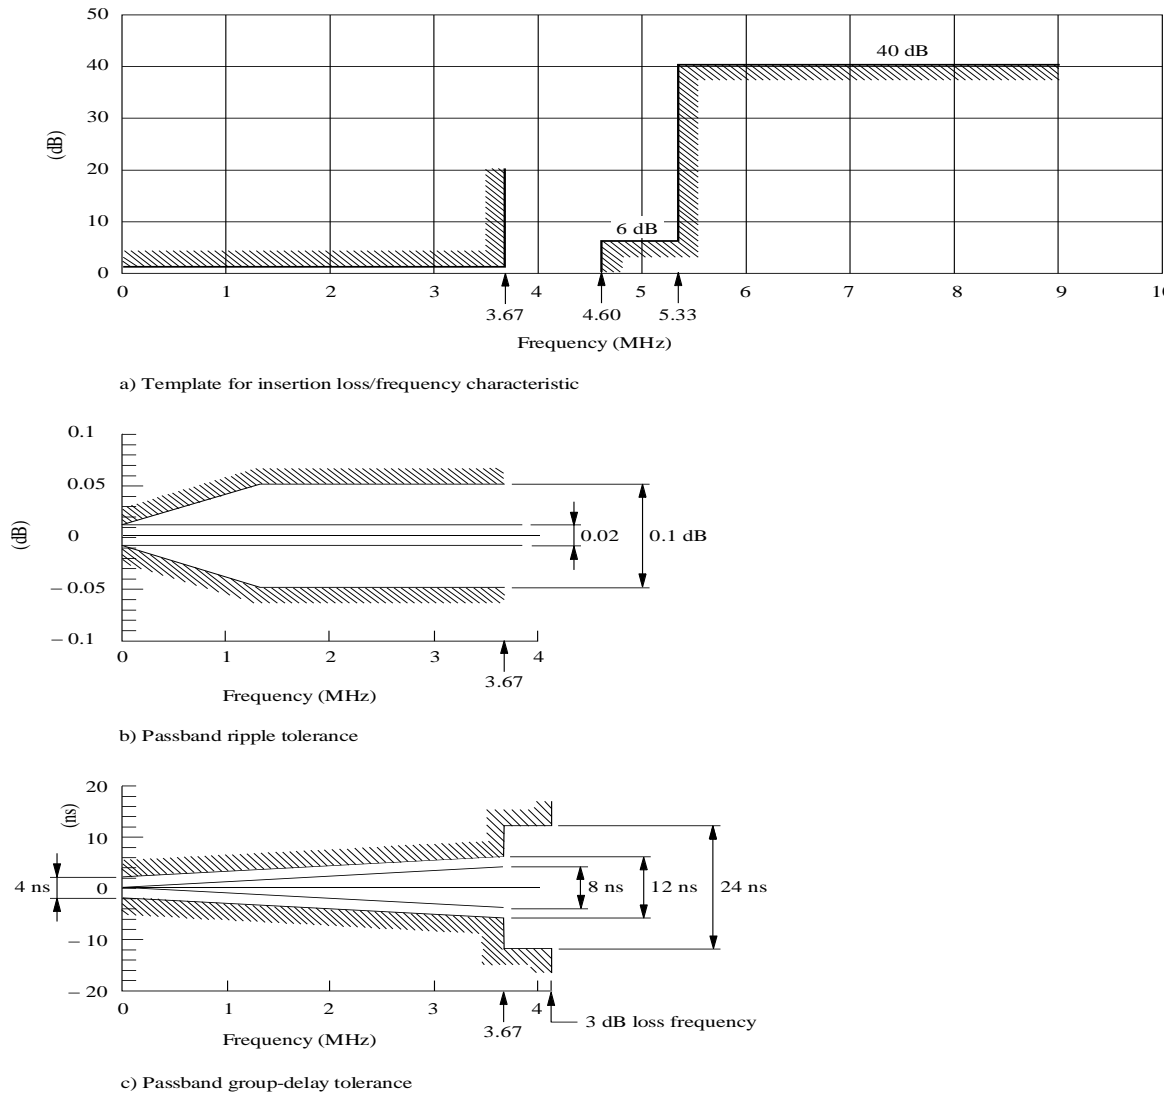 50
40
30
20
10
0
(dB)
40 dB
6 dB
0 1 2 3 4 5 6 7 8 9
3.67 4.60 5.33
Frequency (MHz)
a) Template for insertion loss/frequency characteristic
0.1
0.05
0
– 0.05
– 0.1
(dB)
0.02 0.1 dB
0 1 2 3 4
3.67
Frequency (MHz)
b) Passband ripple tolerance
20
10
0
– 10
– 20
(ns)
4 ns 8 ns 12 ns 24 ns
0 1 2 3 4
3.67 3 dB loss frequency
Frequency (MHz)
c) Passband group-delay tolerance